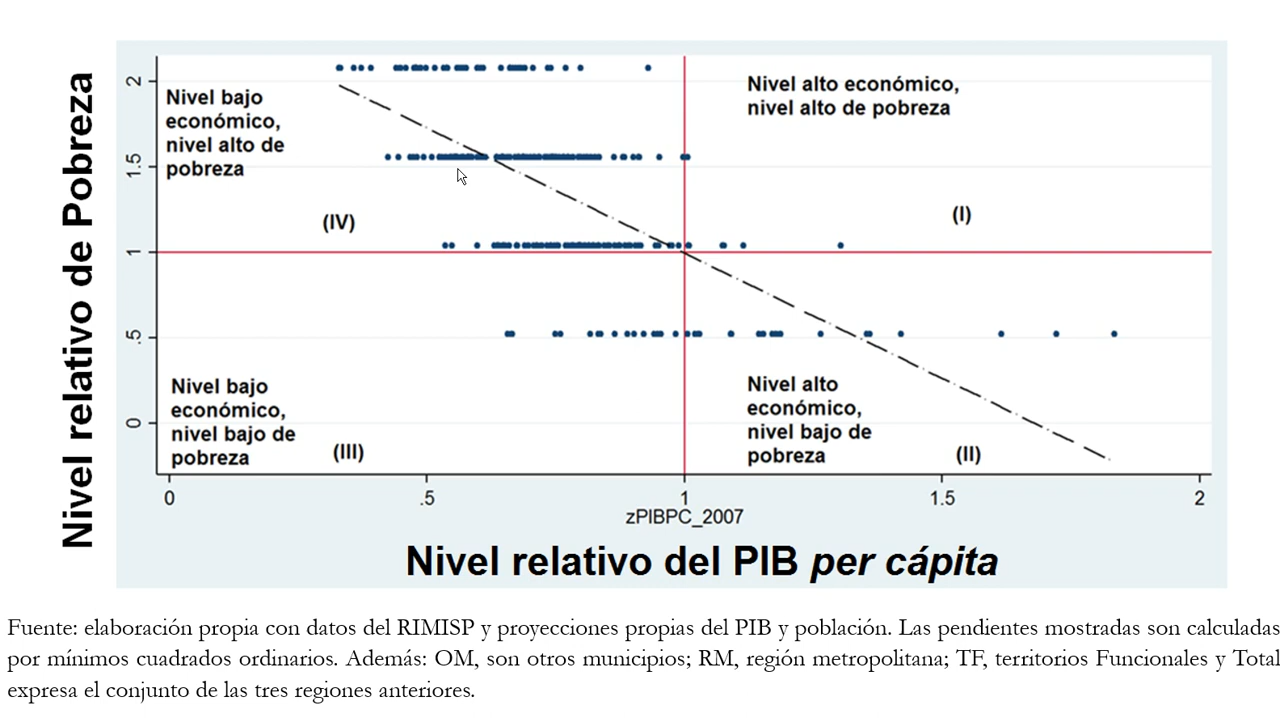 Nivel relativo de Pobreza
2
1.5
1
.5
0
Nivel bajo
económico,
nivel alto de
pobreza
(IV)
Nivel alto económico,
nivel alto de pobreza
(I)
Nivel bajo
económico,
nivel bajo de
pobreza
(III)
Nivel alto
económico,
nivel bajo de
pobreza
(II)
0 .5 1 1.5 2
zPIBPC_2007
Nivel relativo del PIB per cápita
Fuente: elaboración propia con datos del RIMISP y proyecciones propias del PIB y población. Las pendientes mostradas son calculadas
por mínimos cuadrados ordinarios. Además: OM, son otros municipios; RM, región metropolitana; TF, territorios Funcionales y Total
expresa el conjunto de las tres regiones anteriores.